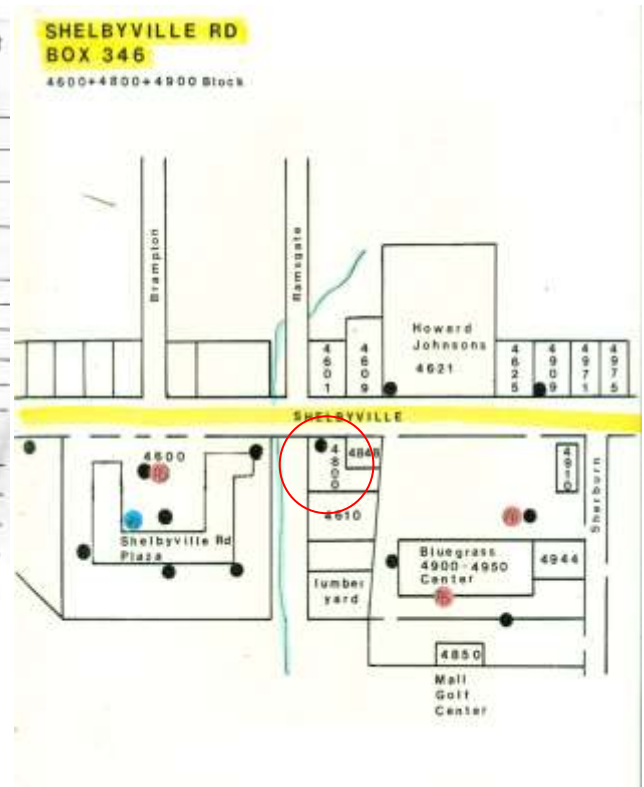 SHELBYVILLE RD
BOX 346
4600+4800+4900 Block
Brampton
Ramsgate
Howard
Johnsons
4621
4601
4609
4625
4909
4971
4975
SHELBYVILLE
4600
4800
4848
4910
Sherburn
4610
Shelbyville Rd
Plaza
Bluegrass
4900-4950
Center
4944
lumber
yard
4850
Mall
Golf
Center